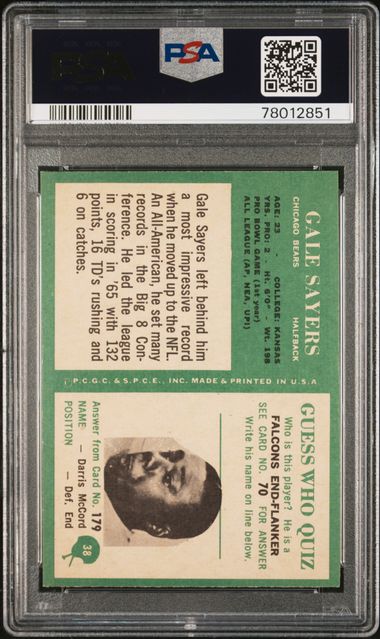 PSA
PSA
78012851
GALE SAYERS
CHICAGO BEARS HALFBACK
AGE: 23 - COLLEGE: KANSAS
YRS. PRO: 2 - Ht. 6'0" - Wt. 198
PRO BOWL GAME (1st year)
ALL LEAGUE (AP, NEA, UPI)
Gale Sayers left behind him
a most impressive record
when he moved up to the NFL.
An All-American, he set many
records in the Big 8 Con-
ference. He led the league
in scoring in '65 with 132
points, 16 TD's rushing and
6 on catches.
P.C.G.C. & S.P.C.E., INC. MADE & PRINTED IN U.S.A.
GUESS WHO QUIZ
Who is this player? He is a
FALCONS END-FLANKER
SEE CARD NO. 70 FOR ANSWER
Write his name on line below.
Answer from Card No. 179
NAME: — Darris McCord
POSITION — Def. End
38